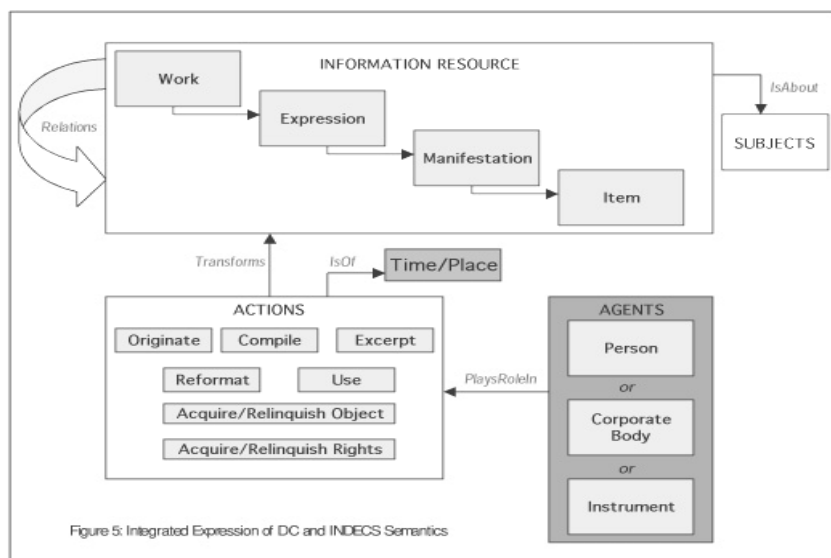 INFORMATION RESOURCE
Work
Expression
Manifestation
Item
Relations
IsAbout
SUBJECTS
Transforms
IsOf
Time/Place
ACTIONS
Originate
Compile
Excerpt
Reformat
Use
Acquire/Relinquish Object
Acquire/Relinquish Rights
PlaysRoleIn
AGENTS
Person
or
Corporate
Body
or
Instrument
Figure 5: Integrated Expression of DC and INDECS Semantics